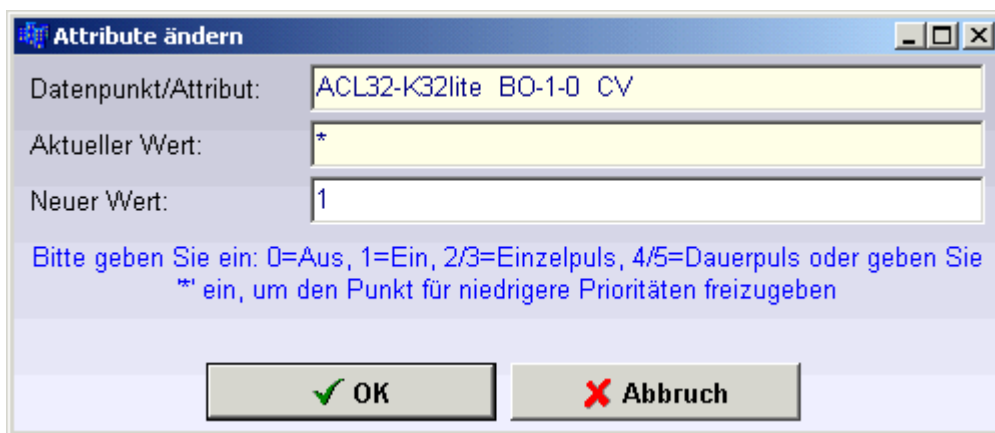 Attribute ändern
Datenpunkt/Attribut: ACL32-K32lite BO-1-0 CV
Aktueller Wert: *
Neuer Wert: 1
Bitte geben Sie ein: 0=Aus, 1=Ein, 2/3=Einzelpuls, 4/5=Dauerpuls oder geben Sie
'*' ein, um den Punkt für niedrigere Prioritäten freizugeben
OK Abbruch